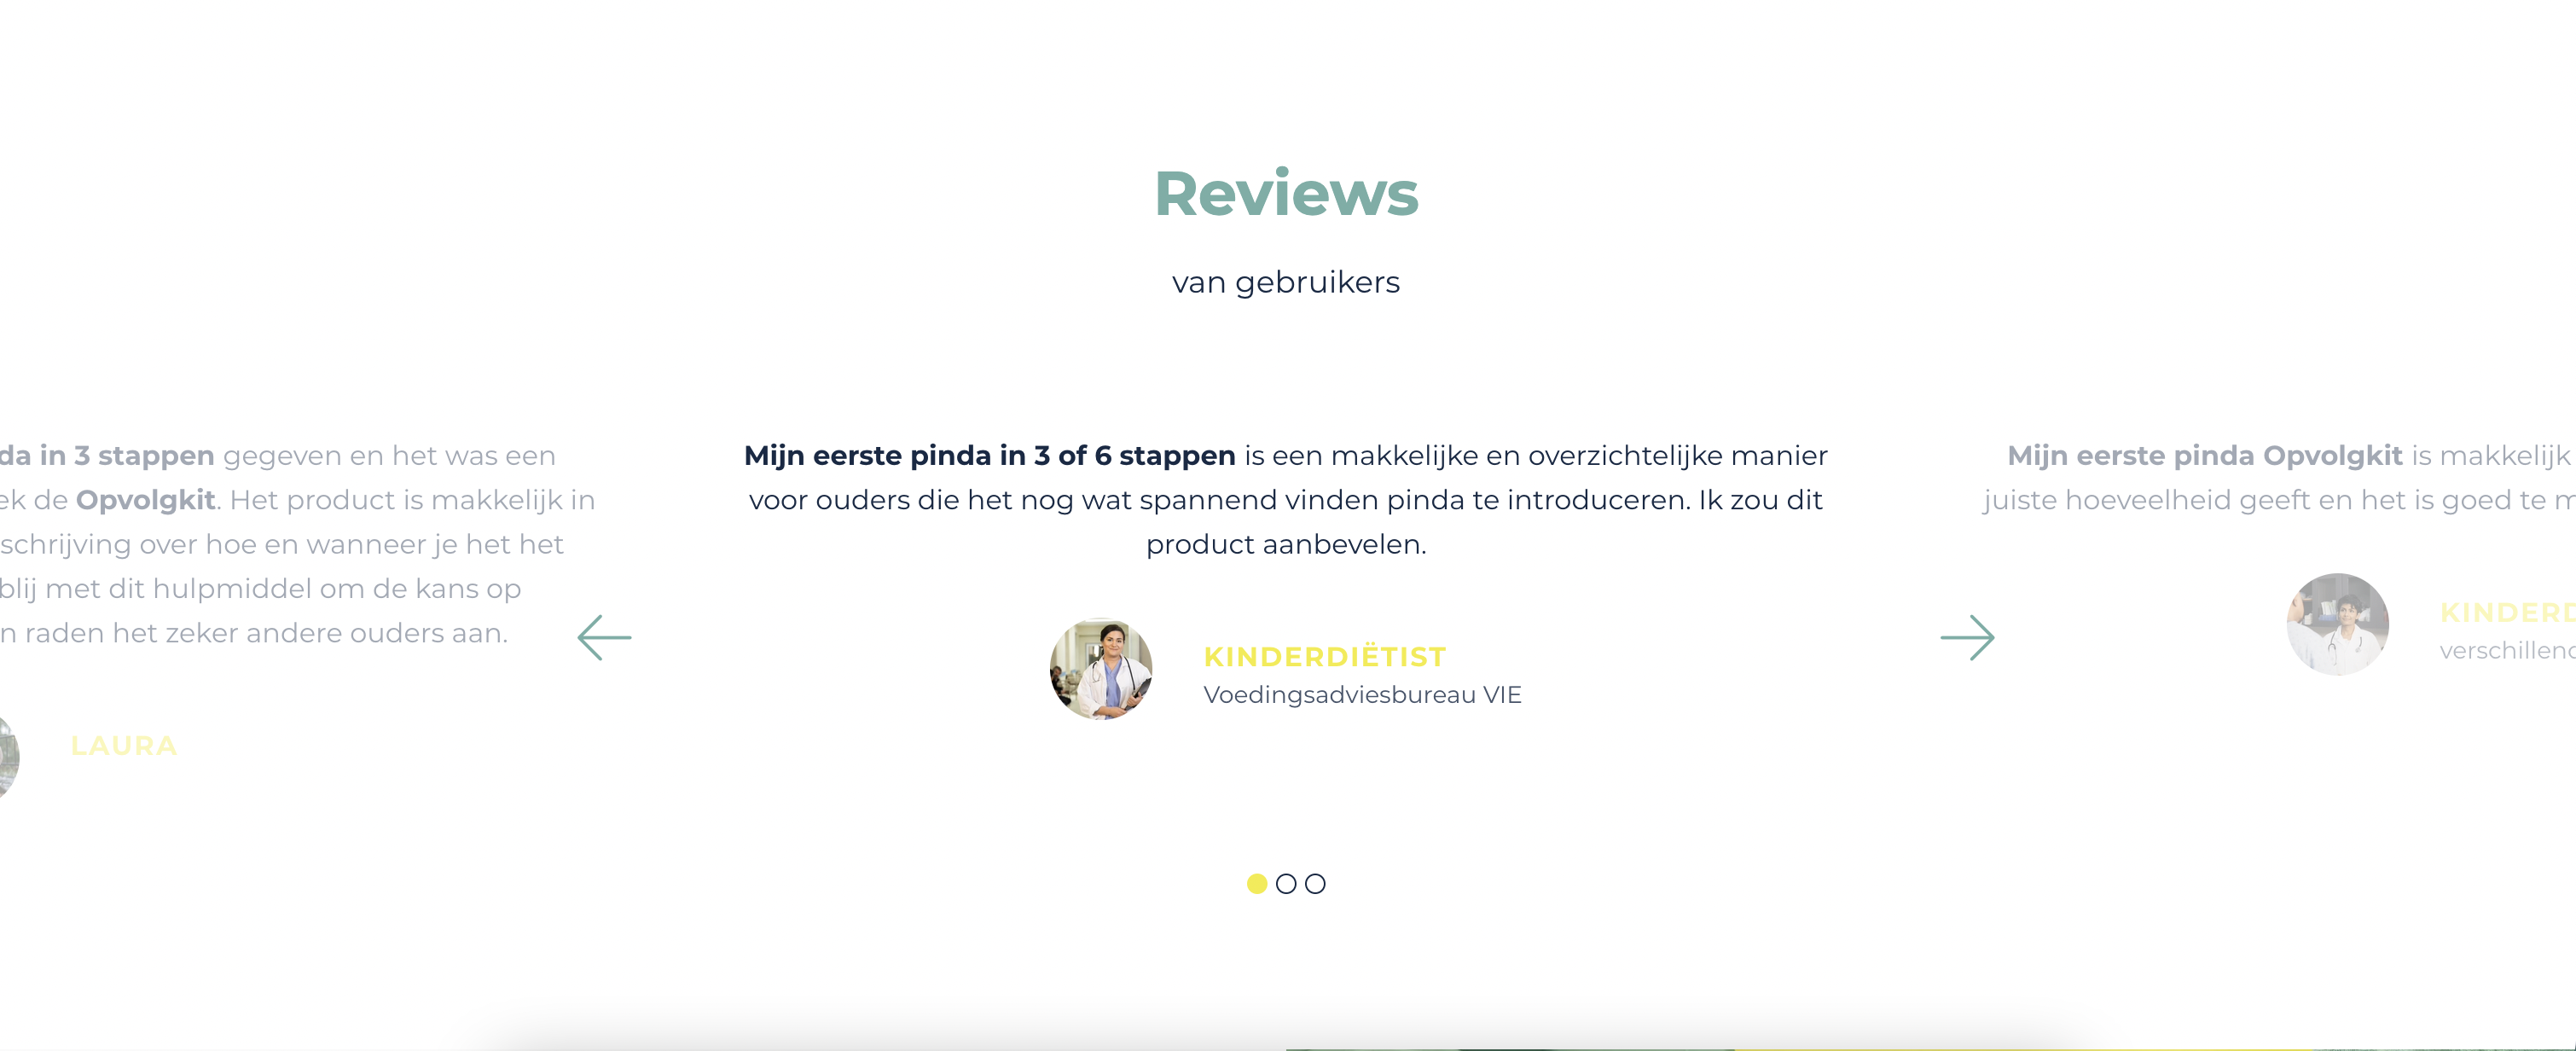 Reviews
van gebruikers
da in 3 stappen gegeven en het was een
ek de Opvolgkit. Het product is makkelijk in
schrijving over hoe en wanneer je het het
blij met dit hulpmiddel om de kans op
n raden het zeker andere ouders aan.
LAURA
Mijn eerste pinda in 3 of 6 stappen is een makkelijke en overzichtelijke manier
voor ouders die het nog wat spannend vinden pinda te introduceren. Ik zou dit
product aanbevelen.
KINDERDIËTIST
Voedingsadviesbureau VIE
Mijn eerste pinda Opvolgkit is makkelijk
juiste hoeveelheid geeft en het is goed te m
KINDERD
verschillend